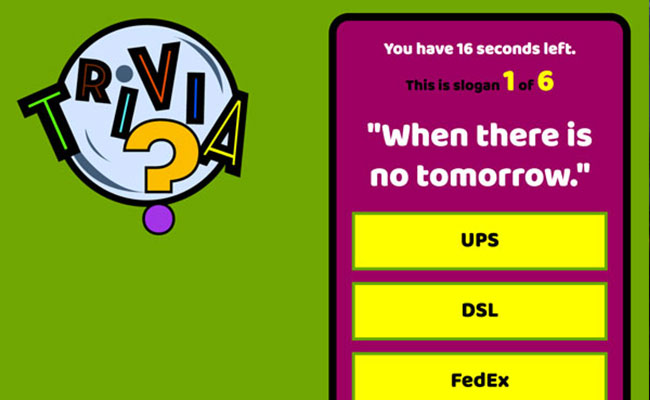 TRIVIA
?
You have 16 seconds left.
This is slogan 1 of 6
"When there is
no tomorrow."
UPS
DSL
FedEx